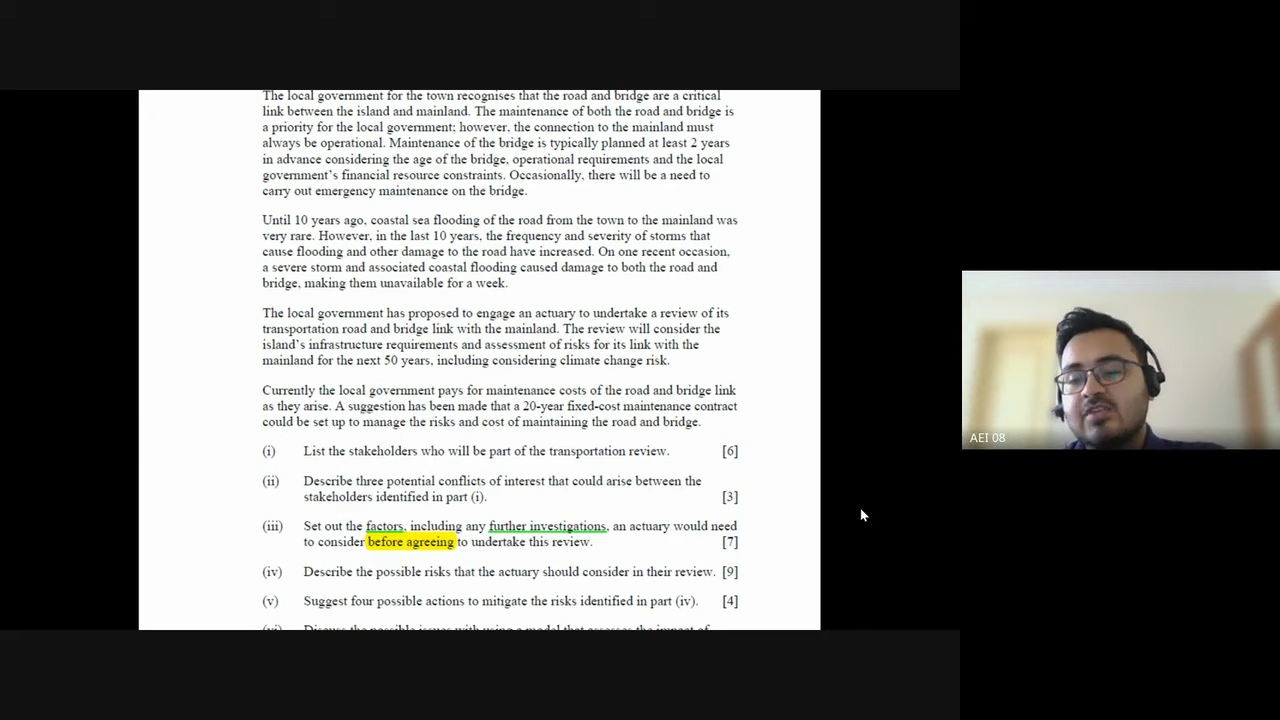 The local government for the town recognises that the road and bridge are a critical
link between the island and mainland. The maintenance of both the road and bridge is
a priority for the local government; however, the connection to the mainland must
always be operational. Maintenance of the bridge is typically planned at least 2 years
in advance considering the age of the bridge, operational requirements and the local
government's financial resource constraints. Occasionally, there will be a need to
carry out emergency maintenance on the bridge.
Until 10 years ago, coastal sea flooding of the road from the town to the mainland was
very rare. However, in the last 10 years, the frequency and severity of storms that
cause flooding and other damage to the road have increased. On one recent occasion,
a severe storm and associated coastal flooding caused damage to both the road and
bridge, making them unavailable for a week.
The local government has proposed to engage an actuary to undertake a review of its
transportation road and bridge link with the mainland. The review will consider the
island's infrastructure requirements and assessment of risks for its link with the
mainland for the next 50 years, including considering climate change risk.
Currently the local government pays for maintenance costs of the road and bridge link
as they arise. A suggestion has been made that a 20-year fixed-cost maintenance contract
could be set up to manage the risks and cost of maintaining the road and bridge.
(i) List the stakeholders who will be part of the transportation review. [6]
(ii) Describe three potential conflicts of interest that could arise between the
stakeholders identified in part (i). [3]
(iii) Set out the factors, including any further investigations, an actuary would need
to consider before agreeing to undertake this review. [7]
(iv) Describe the possible risks that the actuary should consider in their review. [9]
(v) Suggest four possible actions to mitigate the risks identified in part (iv). [4]
(vi) Discuss the possible issues with using a model that assesses the impact of
AEI 08